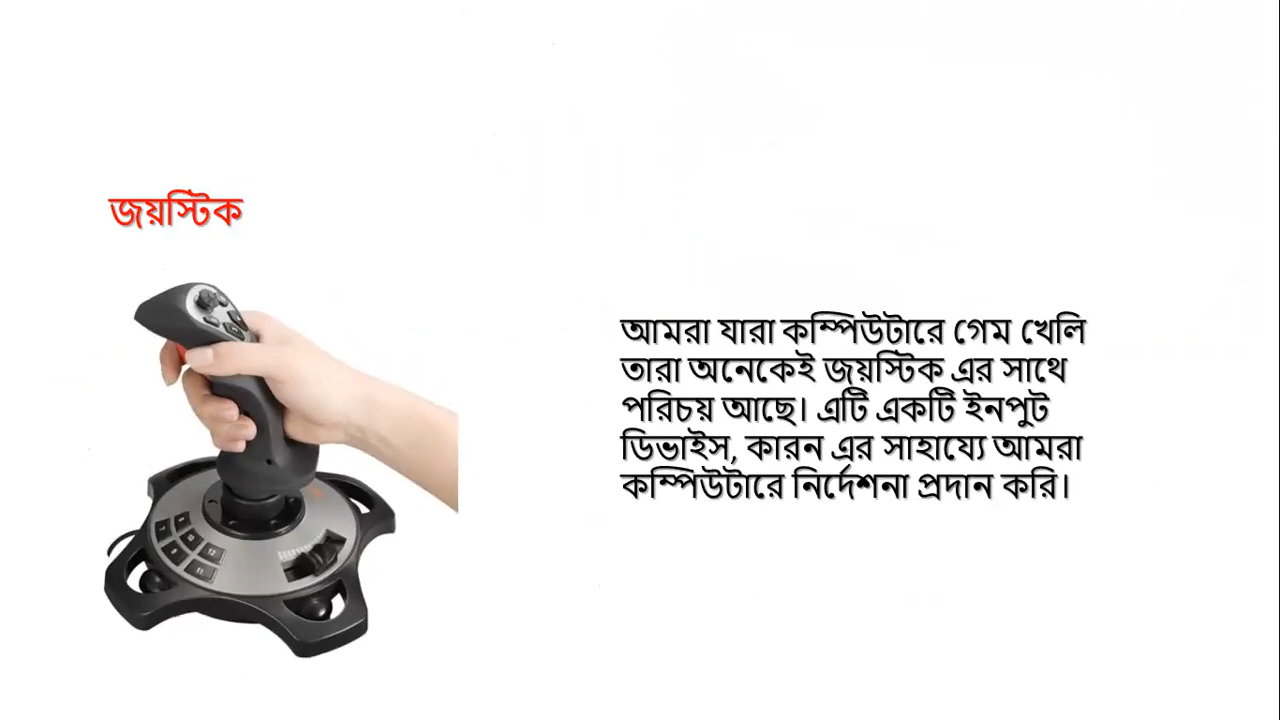 জয়স্টিক
আমরা যারা কম্পিউটারে গেম খেলি
তারা অনেকেই জয়স্টিক এর সাথে
পরিচয় আছে। এটি একটি ইনপুট
ডিভাইস, কারন এর সাহায্যে আমরা
কম্পিউটারে নির্দেশনা প্রদান করি।